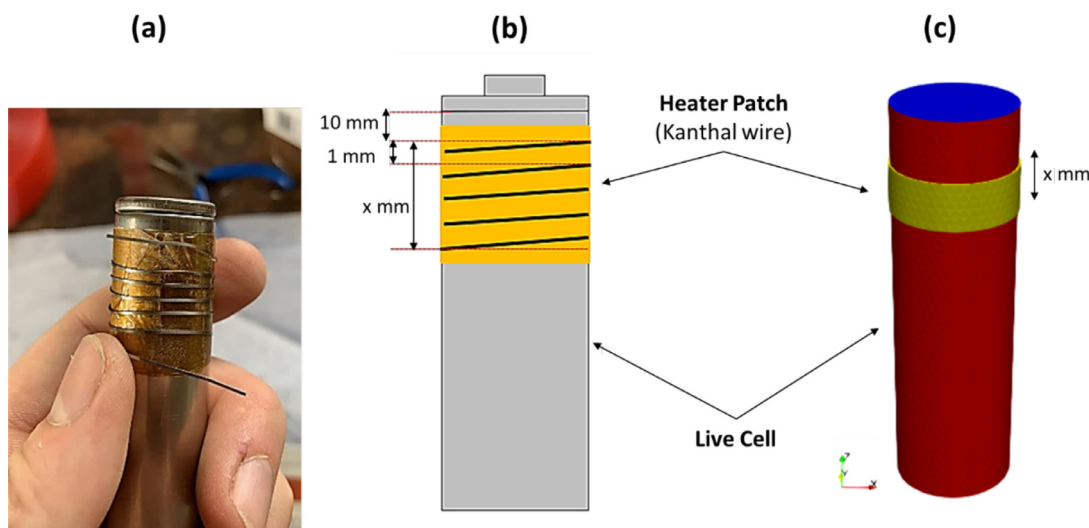 (a)
(b)
(c)
10 mm
1 mm
x mm
Heater Patch
(Kanthal wire)
x mm
Live Cell
Z
Y
X